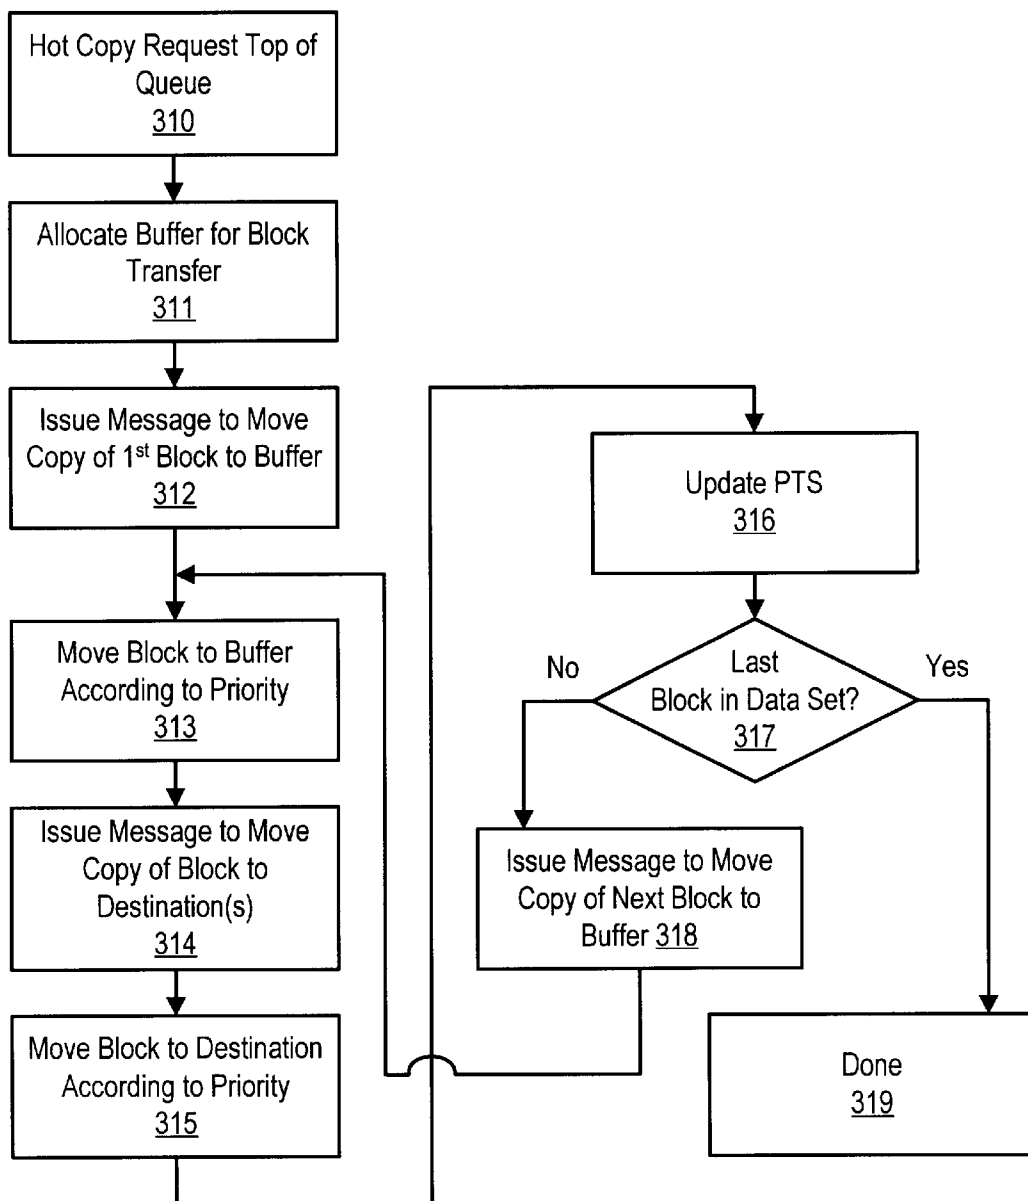 Hot Copy Request Top of
Queue
310
Allocate Buffer for Block
Transfer
311
Issue Message to Move
Copy of 1st Block to Buffer
312
Move Block to Buffer
According to Priority
313
Issue Message to Move
Copy of Block to
Destination(s)
314
Move Block to Destination
According to Priority
315
Update PTS
316
No
Last
Yes
Block in Data Set?
317
Issue Message to Move
Copy of Next Block to
Buffer 318
Done
319